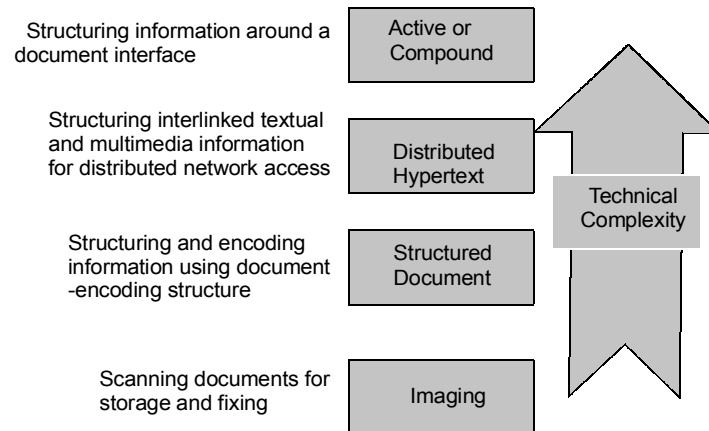 Structuring information around a
document interface
Active or
Compound
Structuring interlinked textual
and multimedia information
for distributed network access
Distributed
Hypertext
Technical
Complexity
Structuring and encoding
information using document
-encoding structure
Structured
Document
Scanning documents for
storage and fixing
Imaging